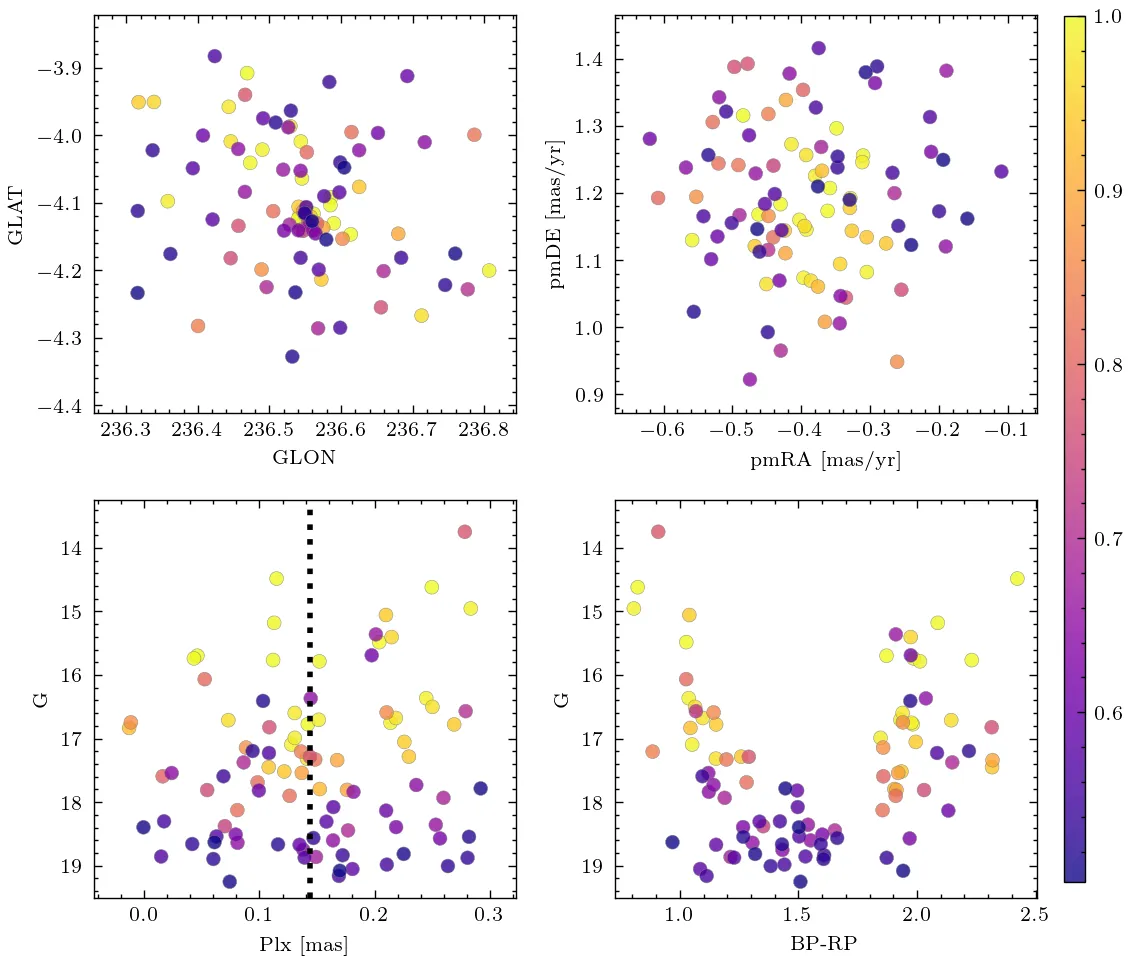 −3.9
−4.0
−4.1
−4.2
−4.3
−4.4
GLAT
236.3 236.4 236.5 236.6 236.7 236.8
GLON
1.4
1.3
1.2
1.1
1.0
0.9
pmDE [mas/yr]
−0.6 −0.5 −0.4 −0.3 −0.2 −0.1
pmRA [mas/yr]
14
15
16
17
18
19
G
0.0 0.1 0.2 0.3
Plx [mas]
14
15
16
17
18
19
G
1.0 1.5 2.0 2.5
BP-RP
1.0
0.9
0.8
0.7
0.6